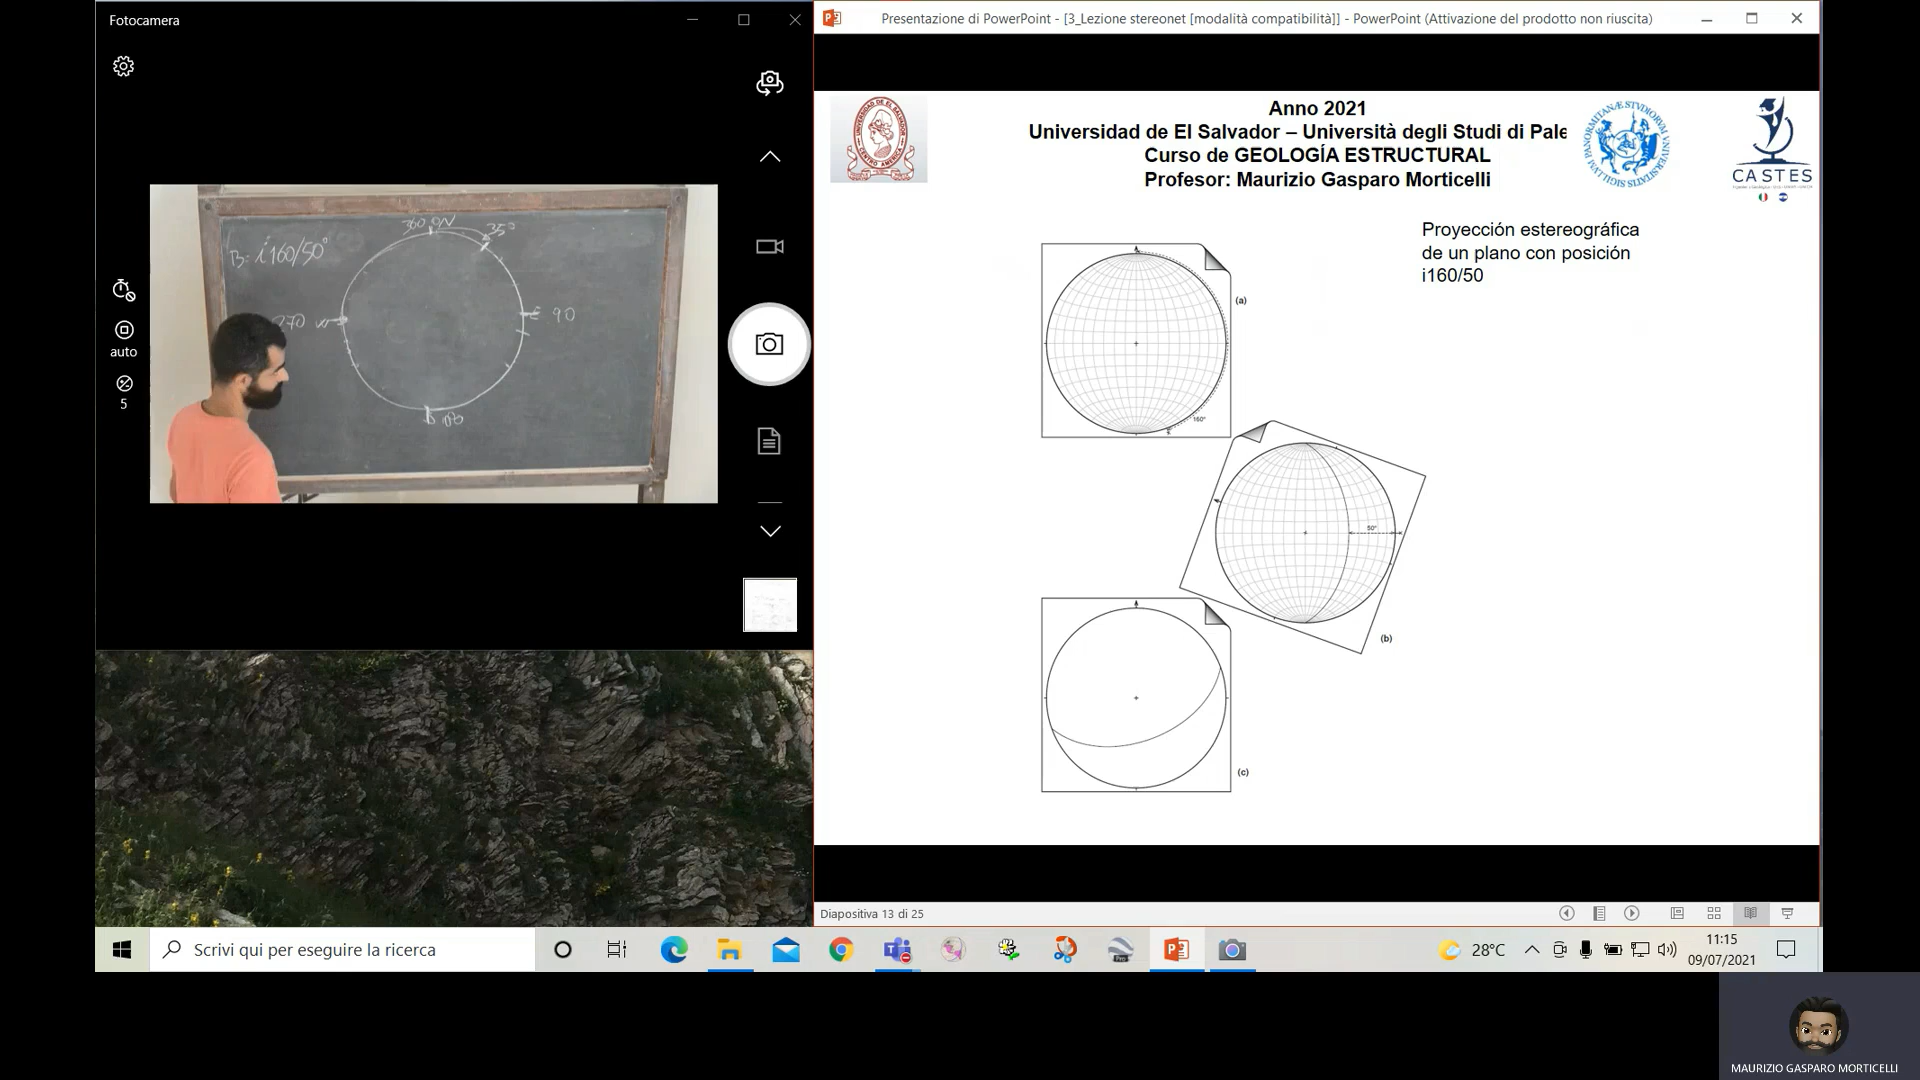 Fotocamera
auto
5
360 0 N
35°
B: i 160/50°
270 W
E 90
180
Presentazione di PowerPoint - [3_Lezione stereonet [modalità compatibilità]] - PowerPoint (Attivazione del prodotto non riuscita)
Anno 2021
Universidad de El Salvador – Università degli Studi di Pale
Curso de GEOLOGÍA ESTRUCTURAL
Profesor: Maurizio Gasparo Morticelli
CASTES
Proyección estereográfica
de un plano con posición
i160/50
(a)
160°
50°
(b)
(c)
Diapositiva 13 di 25
Scrivi qui per eseguire la ricerca
Pro
28°C
11:15
09/07/2021
MAURIZIO GASPARO MORTICELLI